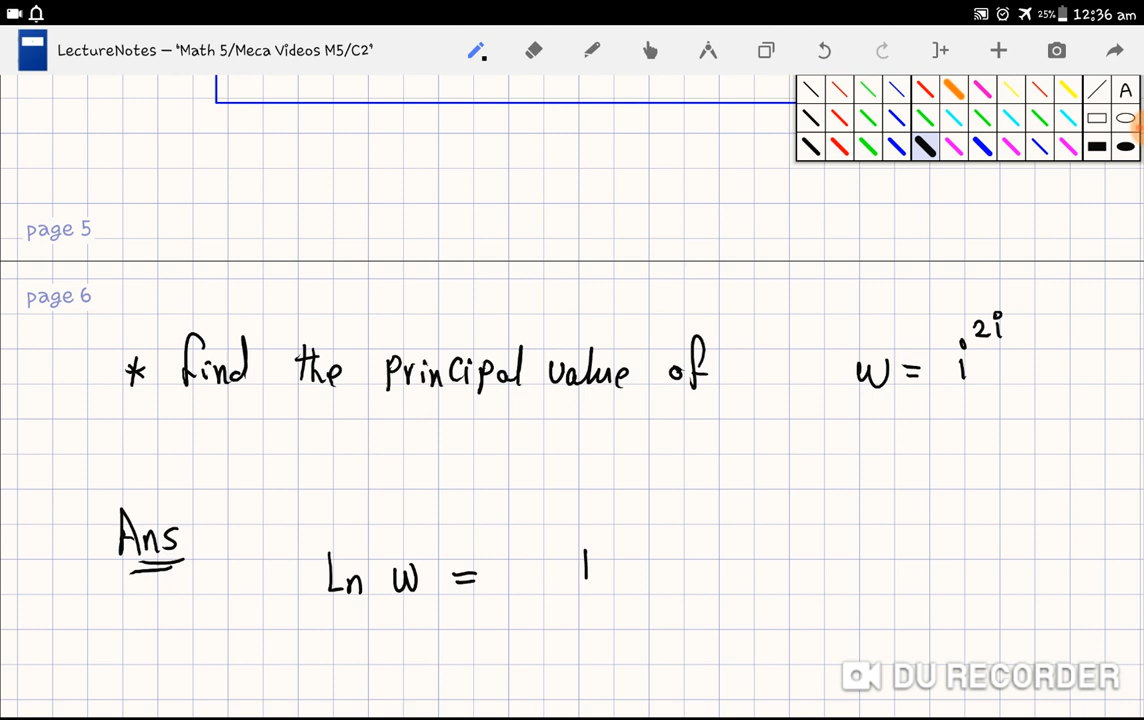 25% 12:36 am
LectureNotes – ‘Math 5/Meca Videos M5/C2’
A
page 5
page 6
* find the principal value of w = i^{2i}
Ans
Ln w = l
DU RECORDER